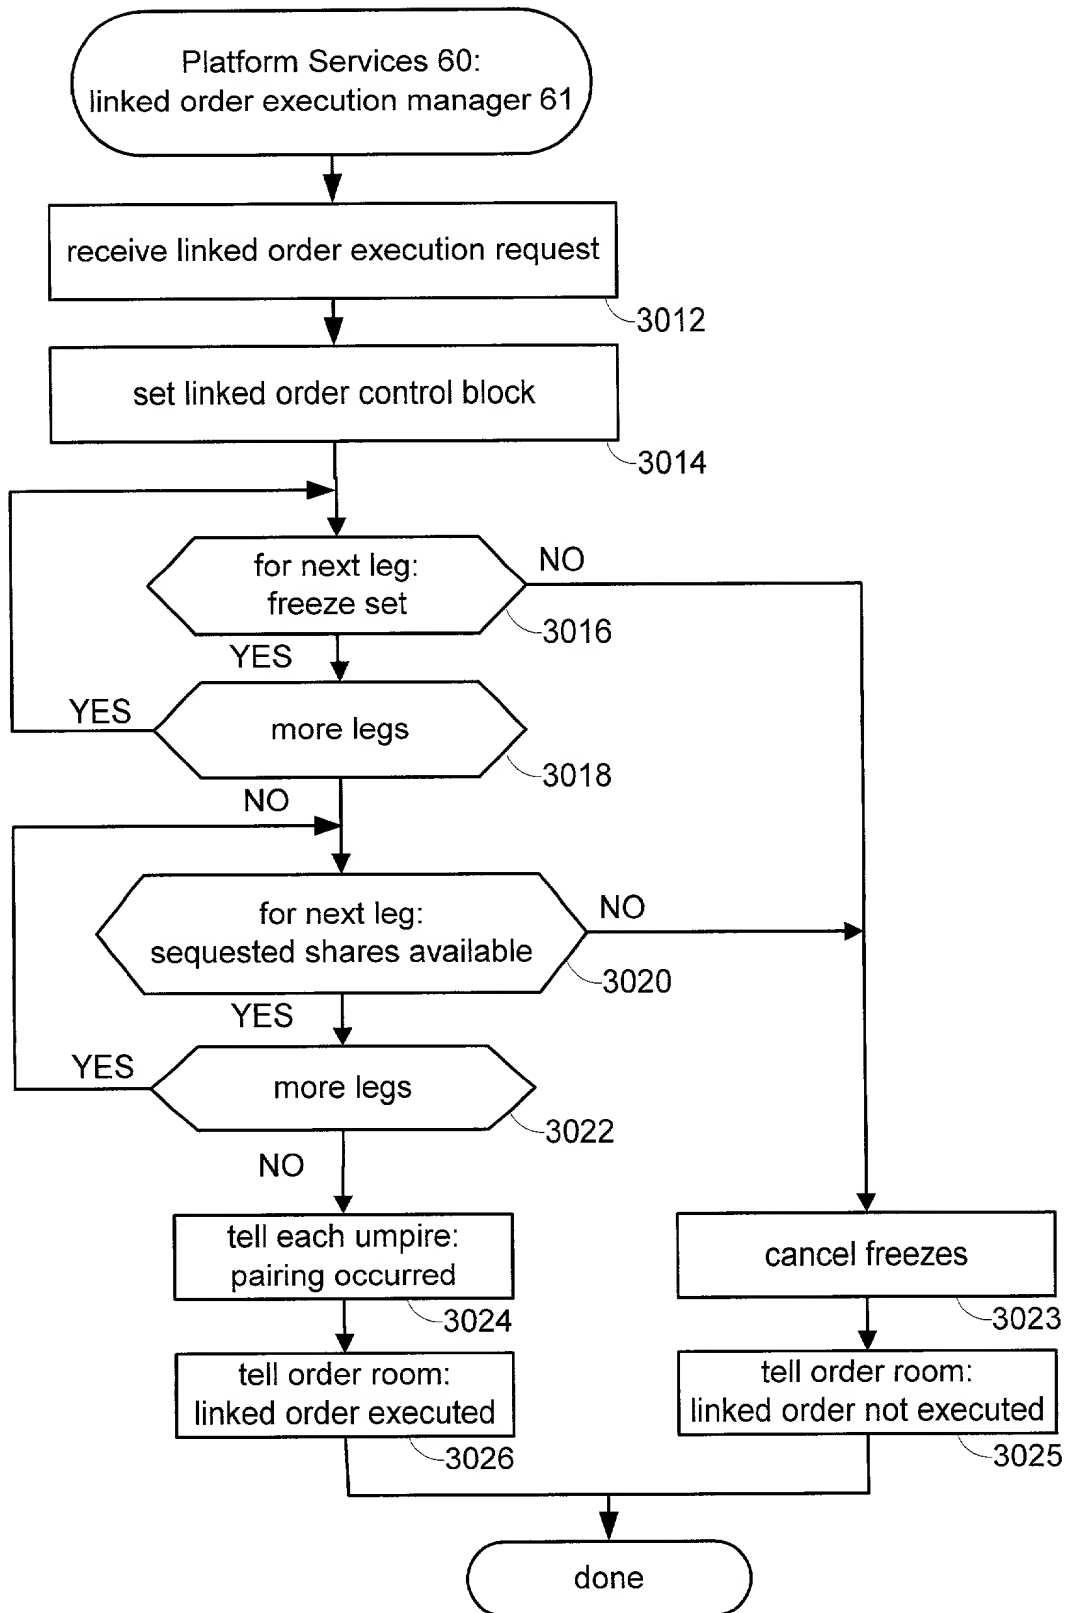 Platform Services 60:
linked order execution manager 61
receive linked order execution request
3012
set linked order control block
3014
for next leg:
freeze set
NO
3016
YES
more legs
YES
3018
NO
for next leg:
sequested shares available
NO
3020
YES
more legs
YES
3022
NO
tell each umpire:
pairing occurred
3024
cancel freezes
3023
tell order room:
linked order executed
3026
tell order room:
linked order not executed
3025
done